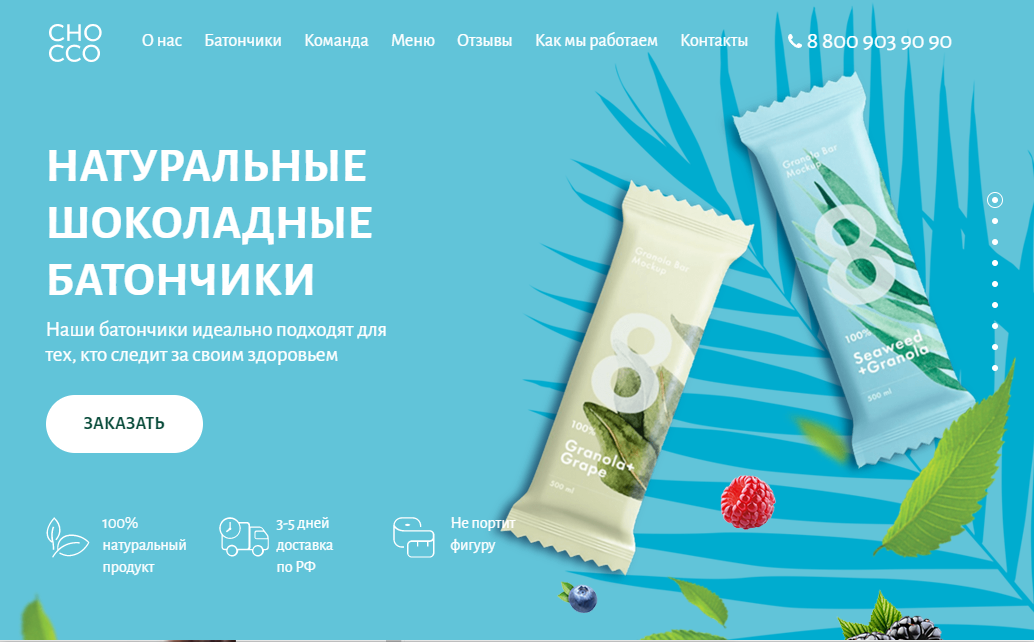 CHO
CCO
О нас
Батончики
Команда
Меню
Отзывы
Как мы работаем
Контакты
8 800 903 90 90
НАТУРАЛЬНЫЕ
ШОКОЛАДНЫЕ
БАТОНЧИКИ
Наши батончики идеально подходят для
тех, кто следит за своим здоровьем
ЗАКАЗАТЬ
100%
натуральный
продукт
3-5 дней
доставка
по РФ
Не портит
фигуру
Granola Bar
Mockup
8
100%
Granola+
Grape
500 ml
Granola Bar
Mockup
8
100%
Seaweed
+Granola
500 ml